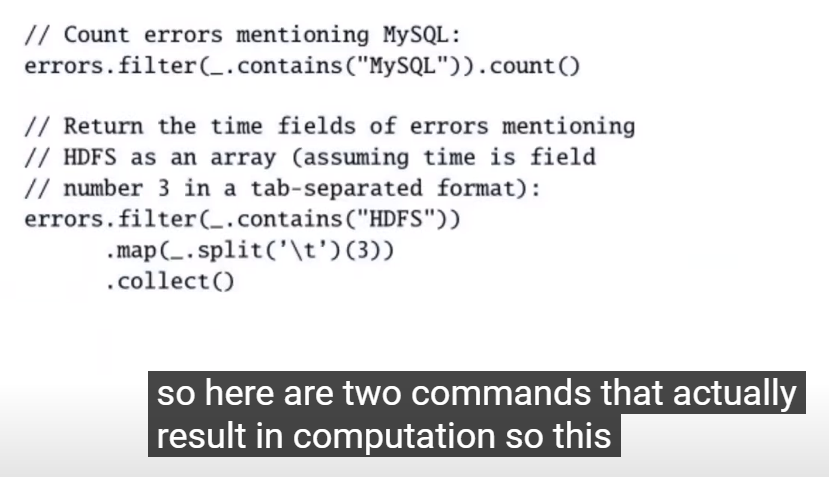 // Count errors mentioning MySQL:
errors.filter(_.contains("MySQL")).count()
// Return the time fields of errors mentioning
// HDFS as an array (assuming time is field
// number 3 in a tab-separated format):
errors.filter(_.contains("HDFS"))
.map(_.split('\t')(3))
.collect()
so here are two commands that actually
result in computation so this